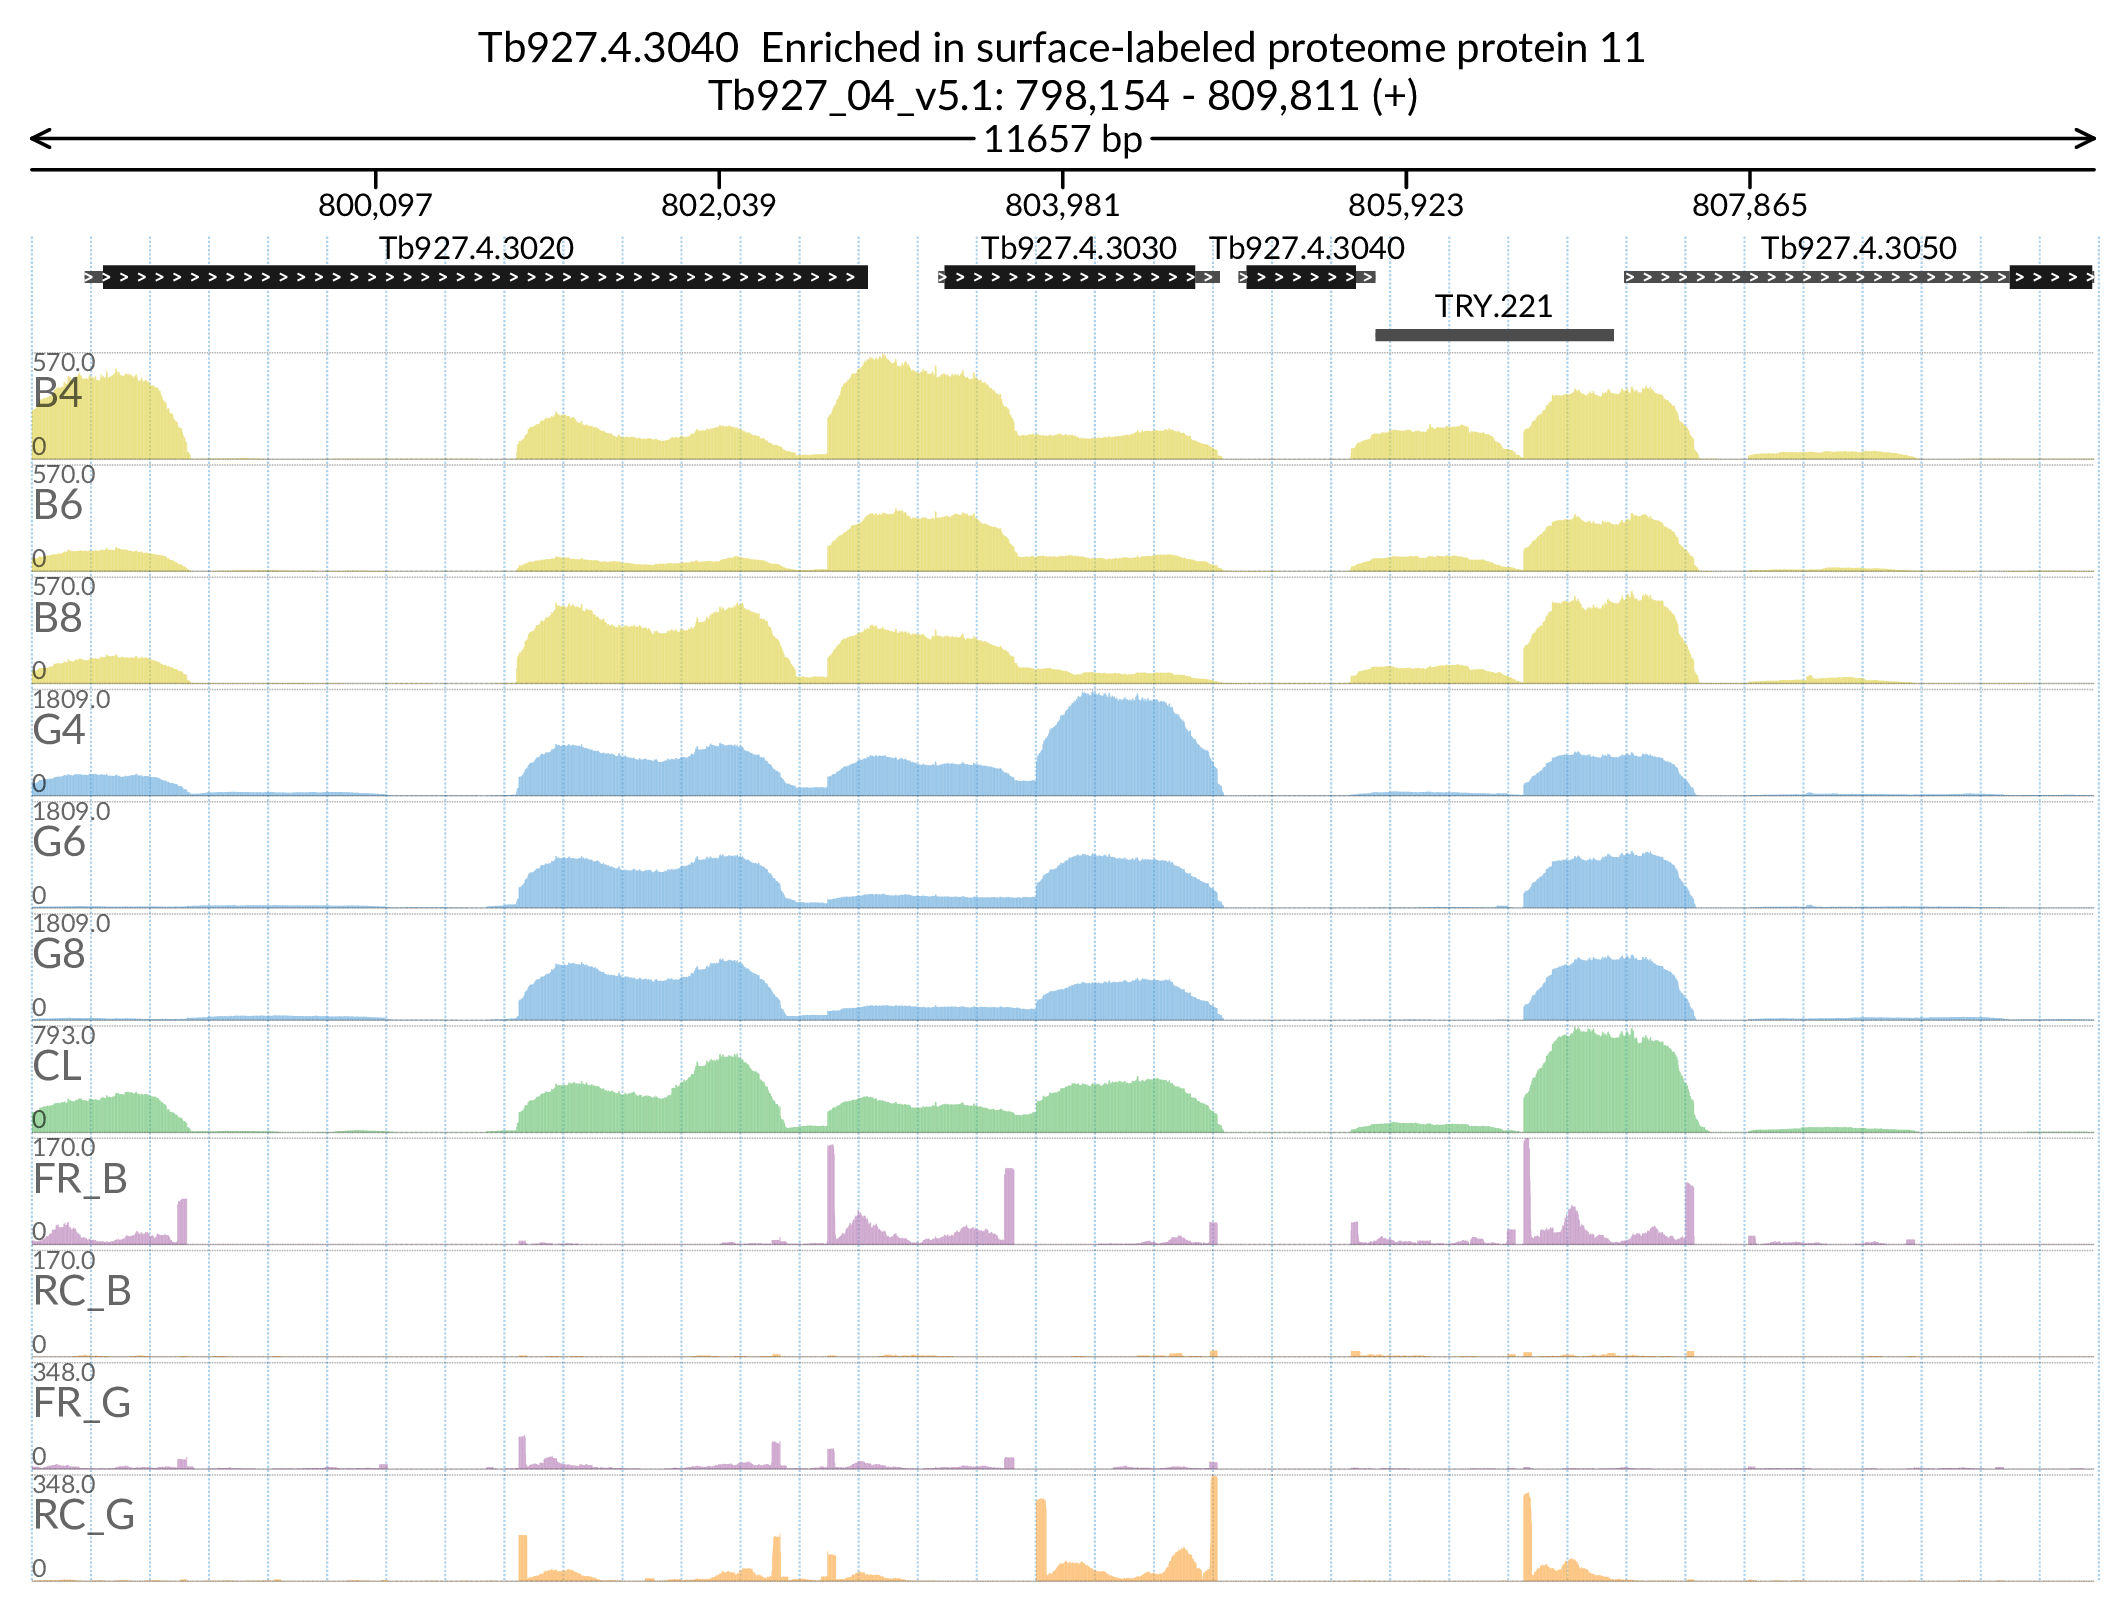 Tb927.4.3040 Enriched in surface-labeled proteome protein 11
Tb927_04_v5.1: 798,154 - 809,811 (+)
11657 bp
800,097 802,039 803,981 805,923 807,865
Tb927.4.3020 Tb927.4.3030 Tb927.4.3040 Tb927.4.3050
TRY.221
570.0
B4
0
570.0
B6
0
570.0
B8
0
1809.0
G4
0
1809.0
G6
0
1809.0
G8
0
793.0
CL
0
170.0
FR_B
0
170.0
RC_B
0
348.0
FR_G
0
348.0
RC_G
0